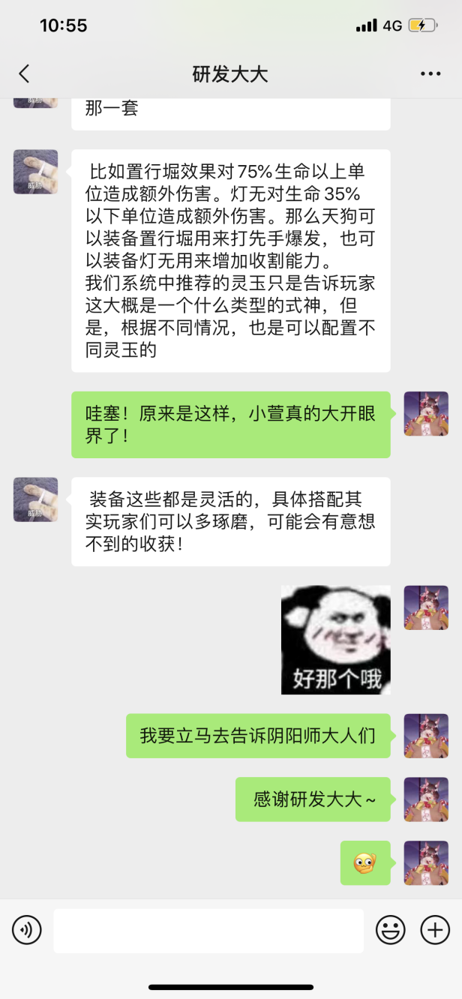 10:55
4G
研发大大
威胁
那一套
威胁
比如置行堀效果对75%生命以上单
位造成额外伤害。灯无对生命35%
以下单位造成额外伤害。那么天狗可
以装备置行堀用来打先手爆发，也可
以装备灯无用来增加收割能力。
我们系统中推荐的灵玉只是告诉玩家
这大概是一个什么类型的式神，但
是，根据不同情况，也是可以配置不
同灵玉的
哇塞！原来是这样，小萱真的大开眼
界了！
威胁
装备这些都是灵活的，具体搭配其
实玩家们可以多琢磨，可能会有意想
不到的收获！
好那个哦
我要立马去告诉阴阳师大人们
感谢研发大大~